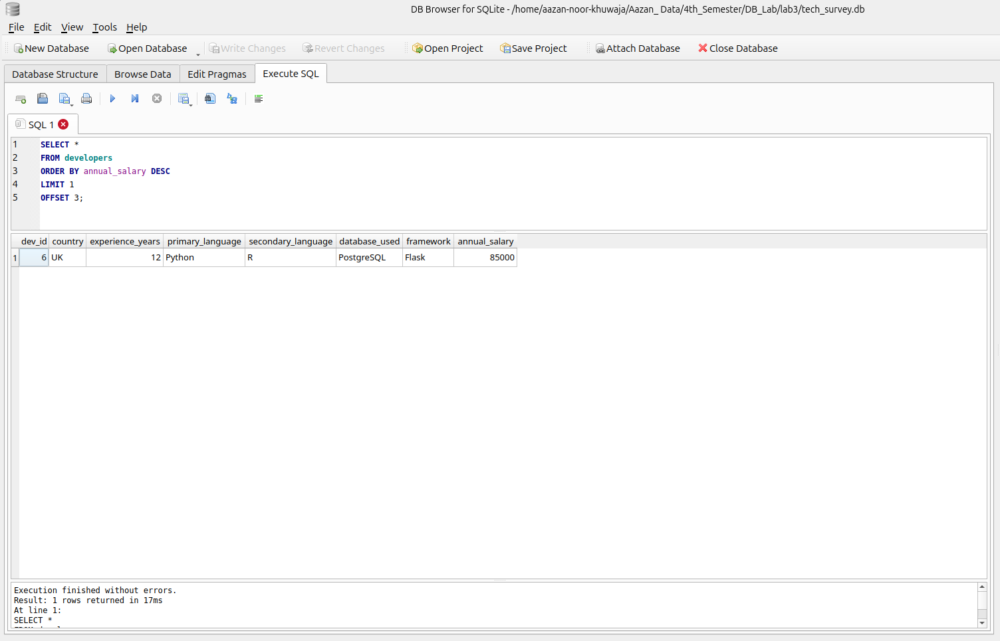 DB Browser for SQLite - /home/aazan-noor-khuwaja/Aazan_ Data/4th_Semester/DB_Lab/lab3/tech_survey.db
File Edit View Tools Help
New Database Open Database Write Changes Revert Changes Open Project Save Project Attach Database Close Database
Database Structure Browse Data Edit Pragmas Execute SQL
SQL 1
1 SELECT *
2 FROM developers
3 ORDER BY annual_salary DESC
4 LIMIT 1
5 OFFSET 3;
dev_id country experience_years primary_language secondary_language database_used framework annual_salary
1 6 UK 12 Python R PostgreSQL Flask 85000
Execution finished without errors.
Result: 1 rows returned in 17ms
At line 1:
SELECT *